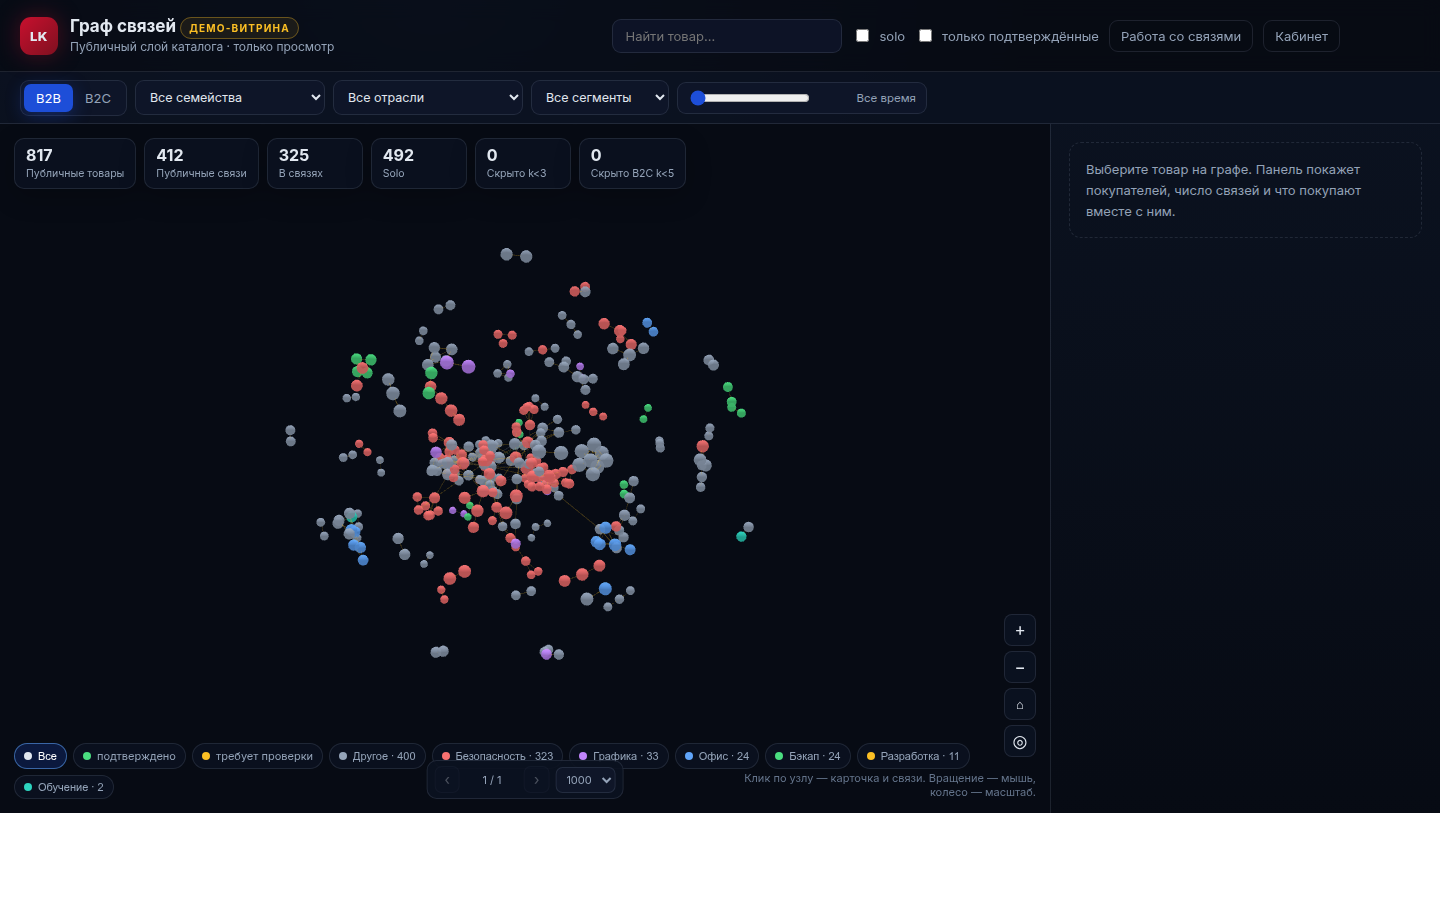 LK
Граф связей ДЕМО-ВИТРИНА
Публичный слой каталога · только просмотр
Найти товар...
solo
только подтверждённые
Работа со связями
Кабинет
B2B
B2C
Все семейства
Все отрасли
Все сегменты
Все время
817
Публичные товары
412
Публичные связи
325
В связях
492
Solo
0
Скрыто k<3
0
Скрыто B2C k<5
Выберите товар на графе. Панель покажет
покупателей, число связей и что покупают
вместе с ним.
+
−
Все
подтверждено
требует проверки
Другое · 400
Безопасность · 323
Графика · 33
Офис · 24
Бэкап · 24
Разработка · 11
Обучение · 2
‹
1 / 1
›
1000
Клик по узлу — карточка и связи. Вращение — мышь,
колесо — масштаб.